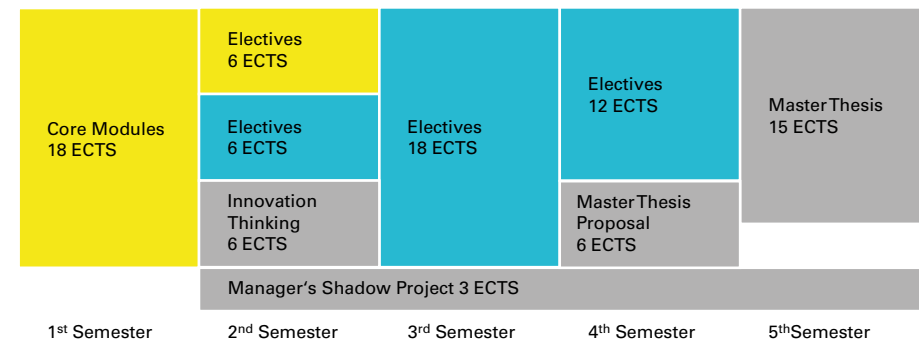 Core Modules
18 ECTS
Electives
6 ECTS
Electives
6 ECTS
Innovation
Thinking
6 ECTS
Electives
18 ECTS
Electives
12 ECTS
Master Thesis
Proposal
6 ECTS
Master Thesis
15 ECTS
Manager‘s Shadow Project 3 ECTS
1st Semester
2nd Semester
3rd Semester
4th Semester
5thSemester